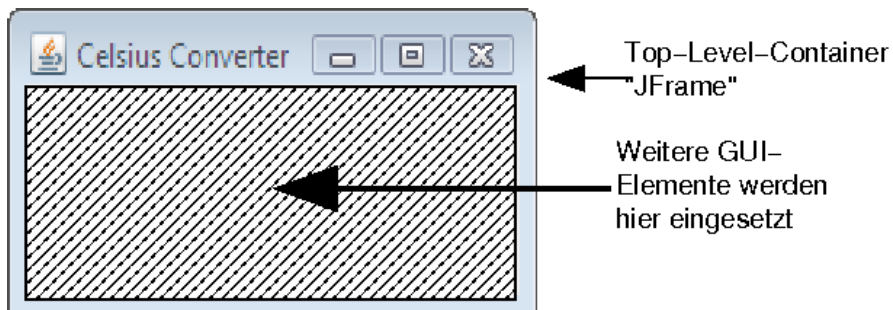 Celsius Converter
Top-Level-Container
"JFrame"
Weitere GUI-
Elemente werden
hier eingesetzt